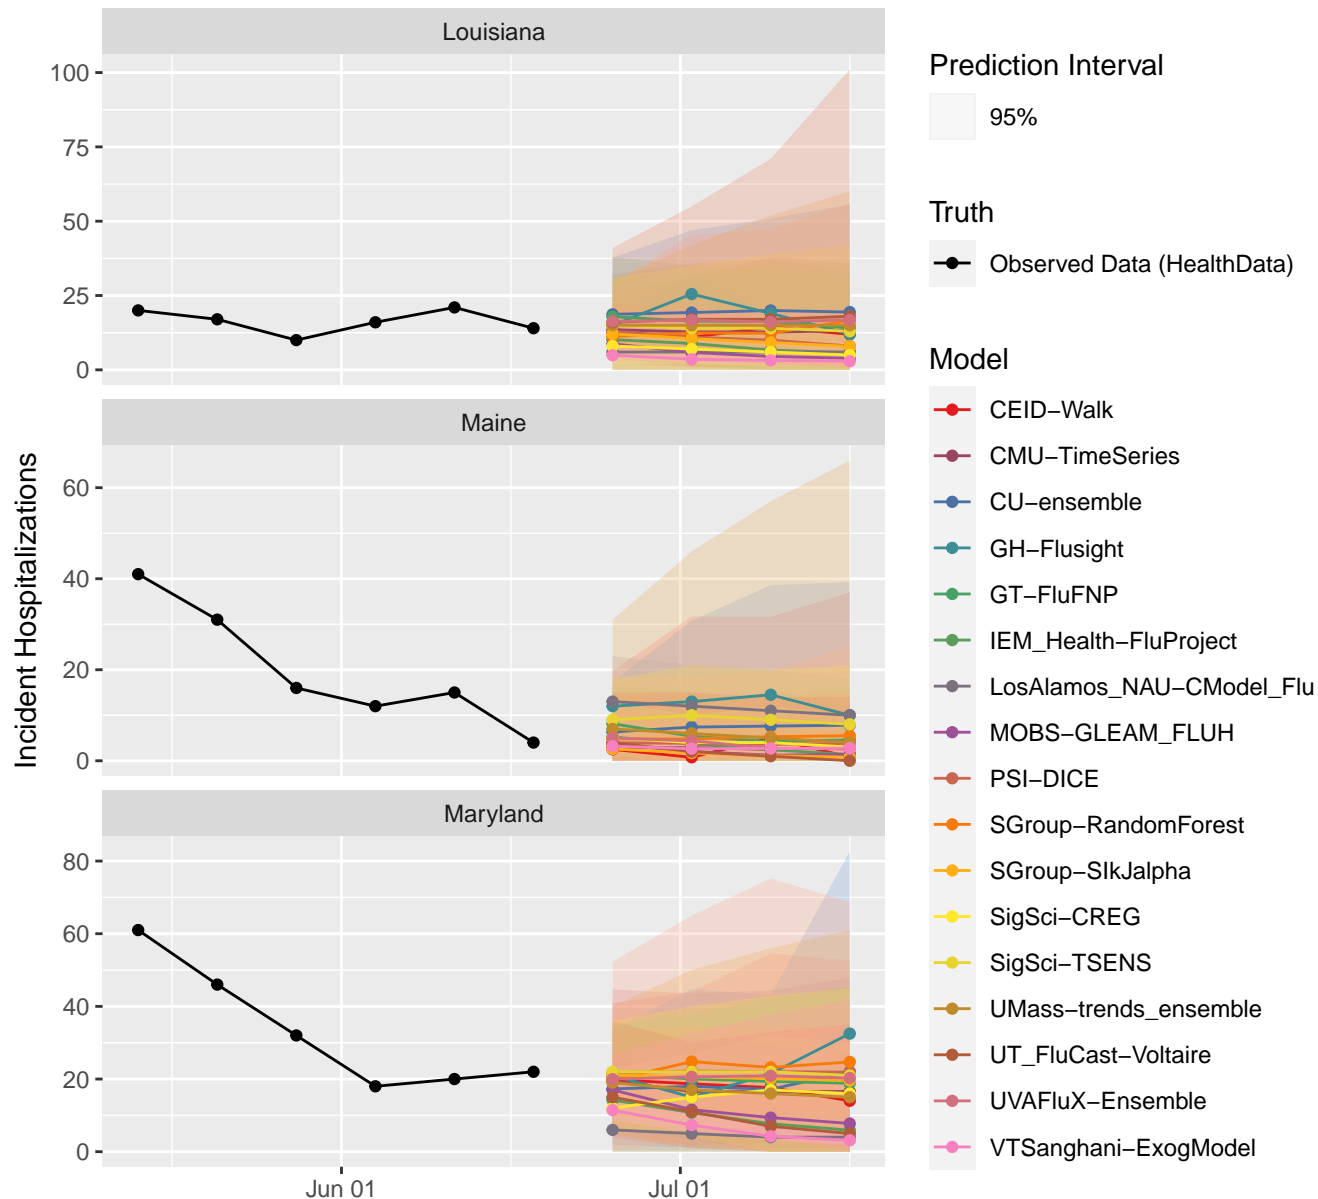 Louisiana
100
75
50
25
0
Maine
60
40
20
0
Maryland
80
60
40
20
0
Jun 01
Jul 01
Incident Hospitalizations
Prediction Interval
95%
Truth
Observed Data (HealthData)
Model
CEID−Walk
CMU−TimeSeries
CU−ensemble
GH−Flusight
GT−FluFNP
IEM_Health−FluProject
LosAlamos_NAU−CModel_Flu
MOBS−GLEAM_FLUH
PSI−DICE
SGroup−RandomForest
SGroup−SIkJalpha
SigSci−CREG
SigSci−TSENS
UMass−trends_ensemble
UT_FluCast−Voltaire
UVAFluX−Ensemble
VTSanghani−ExogModel